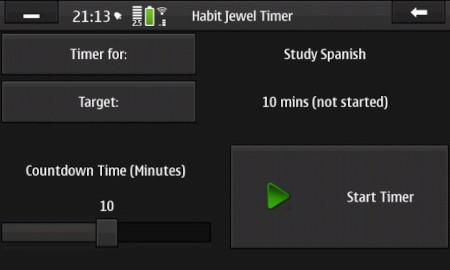 21:13 Habit Jewel Timer
Timer for: Study Spanish
Target: 10 mins (not started)
Countdown Time (Minutes)
10
Start Timer